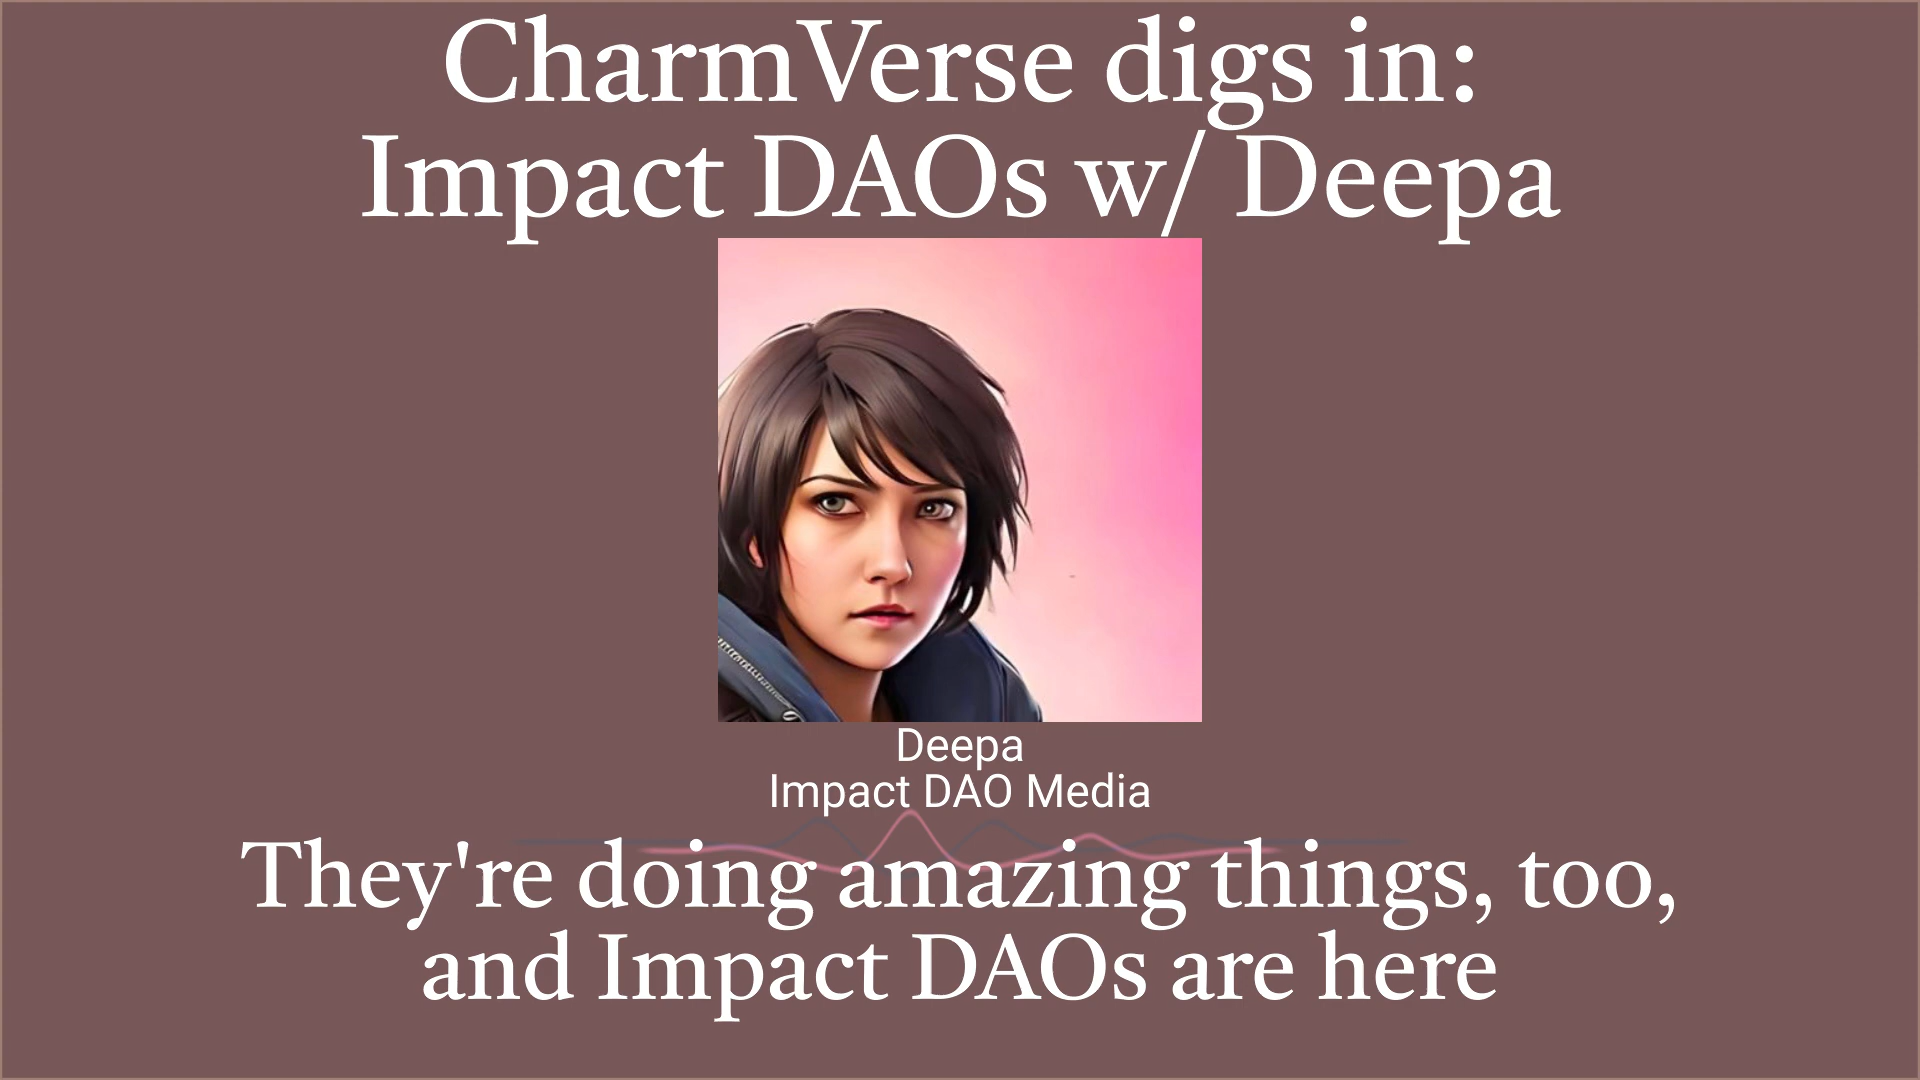 CharmVerse digs in:
Impact DAOs w/ Deepa
Deepa
Impact DAO Media
They're doing amazing things, too,
and Impact DAOs are here